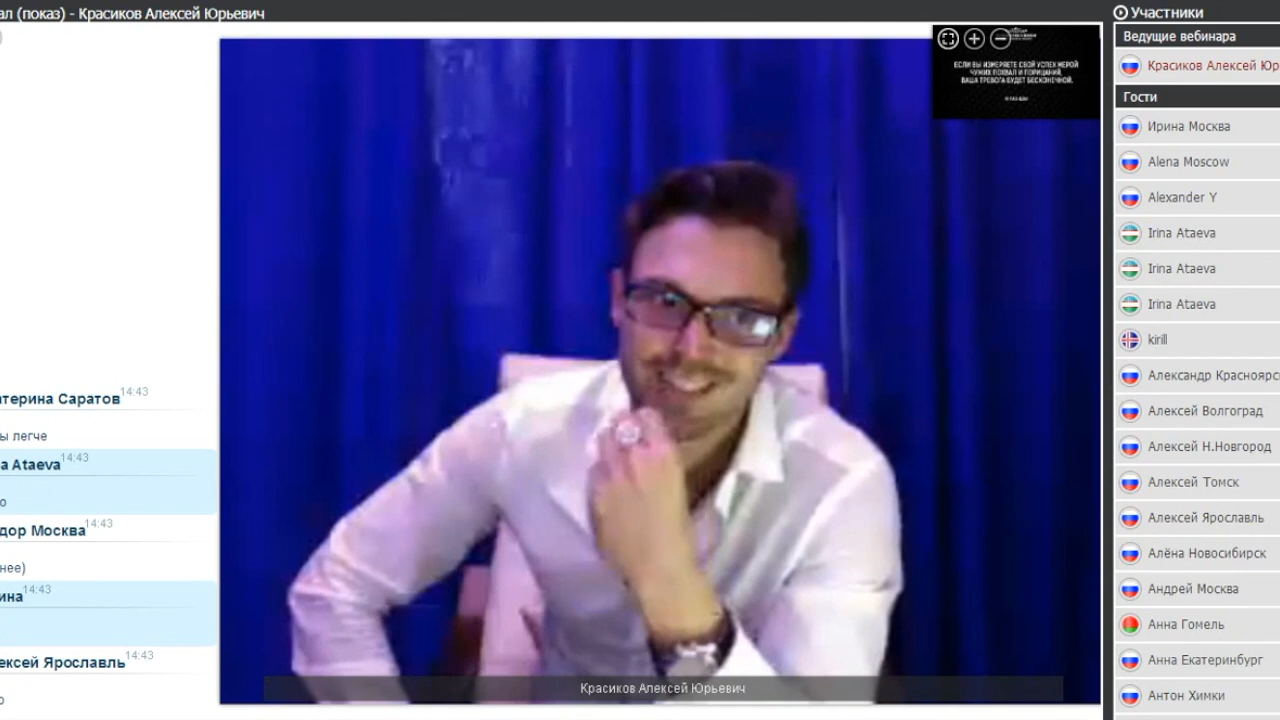 ал (показ) - Красиков Алексей Юрьевич
атерина Саратов 14:43
ы легче
a Ataeva 14:43
о
дор Москва 14:43
нее)
ина 14:43
ексей Ярославль 14:43
о
ЕСЛИ ВЫ ИЗМЕРЯЕТЕ СВОЙ УСПЕХ МЕРОЙ
ЧУЖИХ ПОХВАЛ И ПОРИЦАНИЙ,
ВАША ТРЕВОГА БУДЕТ БЕСКОНЕЧНОЙ.
Красиков Алексей Юрьевич
Участники
Ведущие вебинара
Красиков Алексей Юр
Гости
Ирина Москва
Alena Moscow
Alexander Y
Irina Ataeva
Irina Ataeva
Irina Ataeva
kirill
Александр Краснояро
Алексей Волгоград
Алексей Н.Новгород
Алексей Томск
Алексей Ярославль
Алёна Новосибирск
Андрей Москва
Анна Гомель
Анна Екатеринбург
Антон Химки